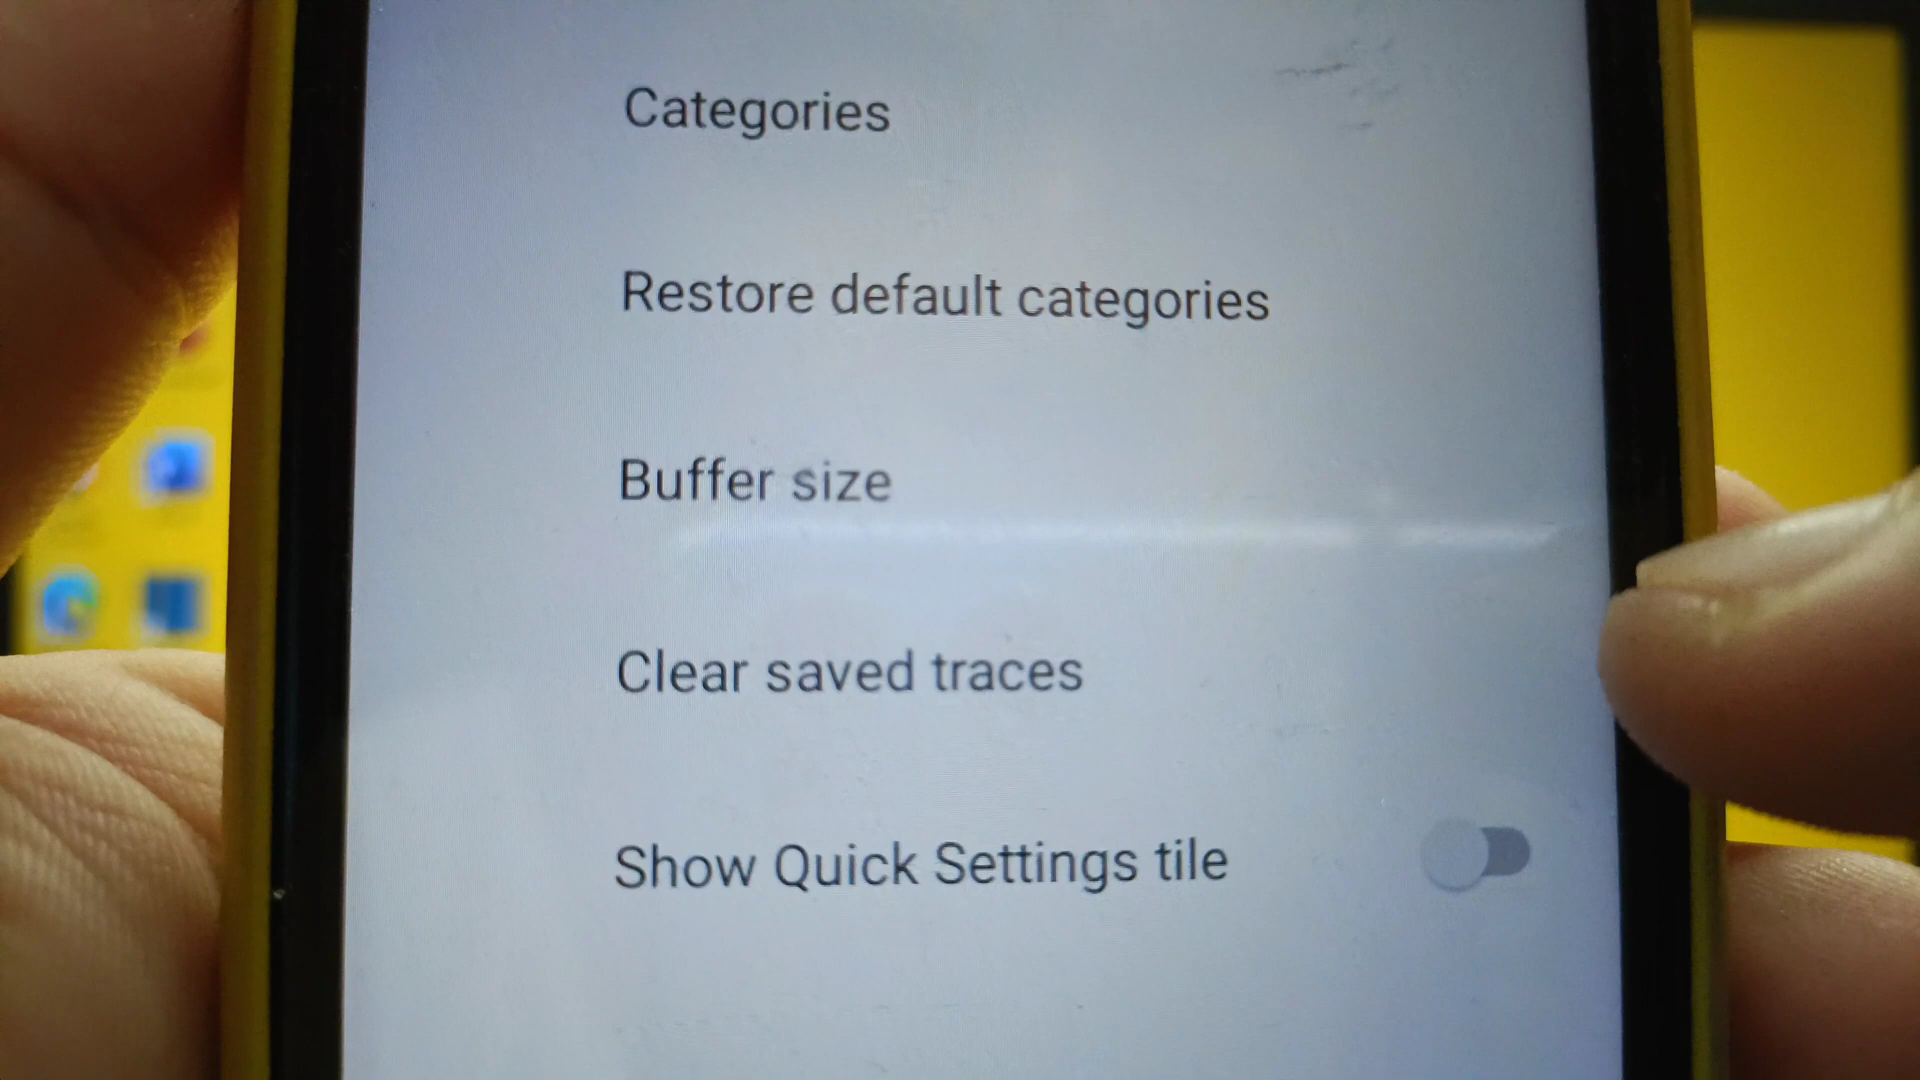 Categories
Restore default categories
Buffer size
Clear saved traces
Show Quick Settings tile